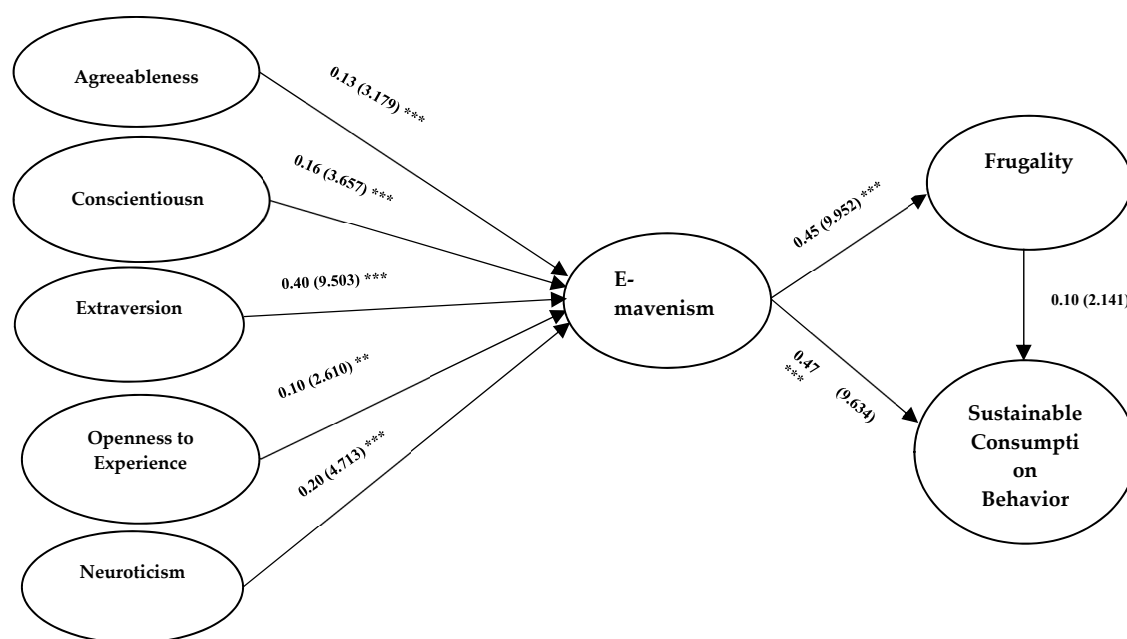 Agreeableness
0.13 (3.179) ***
Conscientiousn
0.16 (3.657) ***
Extraversion
0.40 (9.503) ***
Openness to
Experience
0.10 (2.610) **
Neuroticism
0.20 (4.713) ***
E-
mavenism
0.45 (9.952) ***
Frugality
0.47
***
(9.634)
0.10 (2.141)
Sustainable
Consumpti
on
Behavior